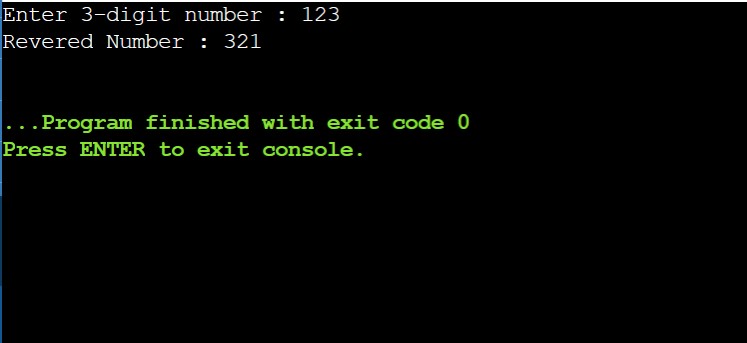 Enter 3-digit number : 123
Revered Number : 321
...Program finished with exit code 0
Press ENTER to exit console.